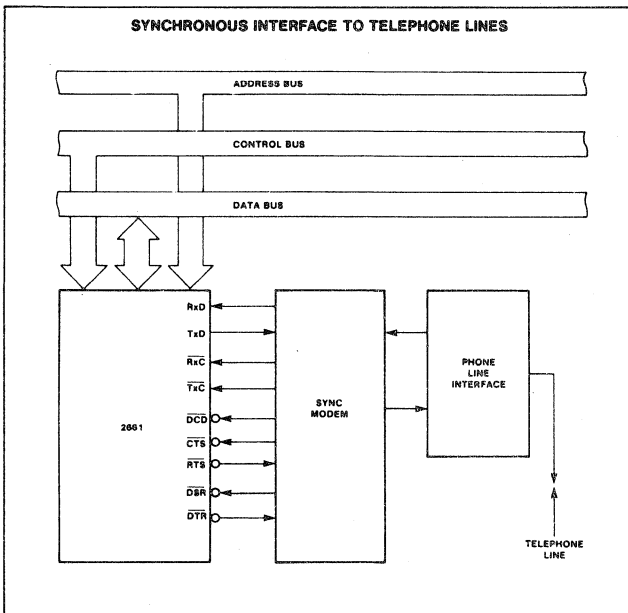 SYNCHRONOUS INTERFACE TO TELEPHONE LINES
ADDRESS BUS
CONTROL BUS
DATA BUS
RxD
TxD
RxC
TxC
DCD
CTS
RTS
DSR
DTR
2661
SYNC
MODEM
PHONE
LINE
INTERFACE
TELEPHONE
LINE